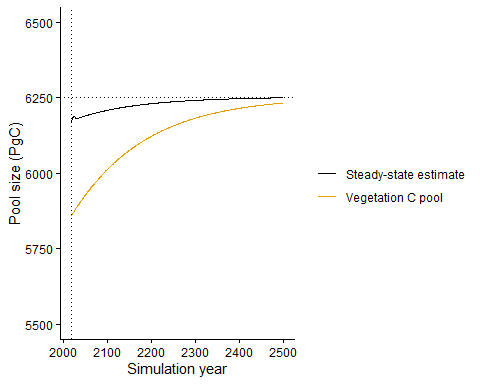 6500
6250
6000
5750
5500
Pool size (PgC)
2000 2100 2200 2300 2400 2500
Simulation year
Steady-state estimate
Vegetation C pool